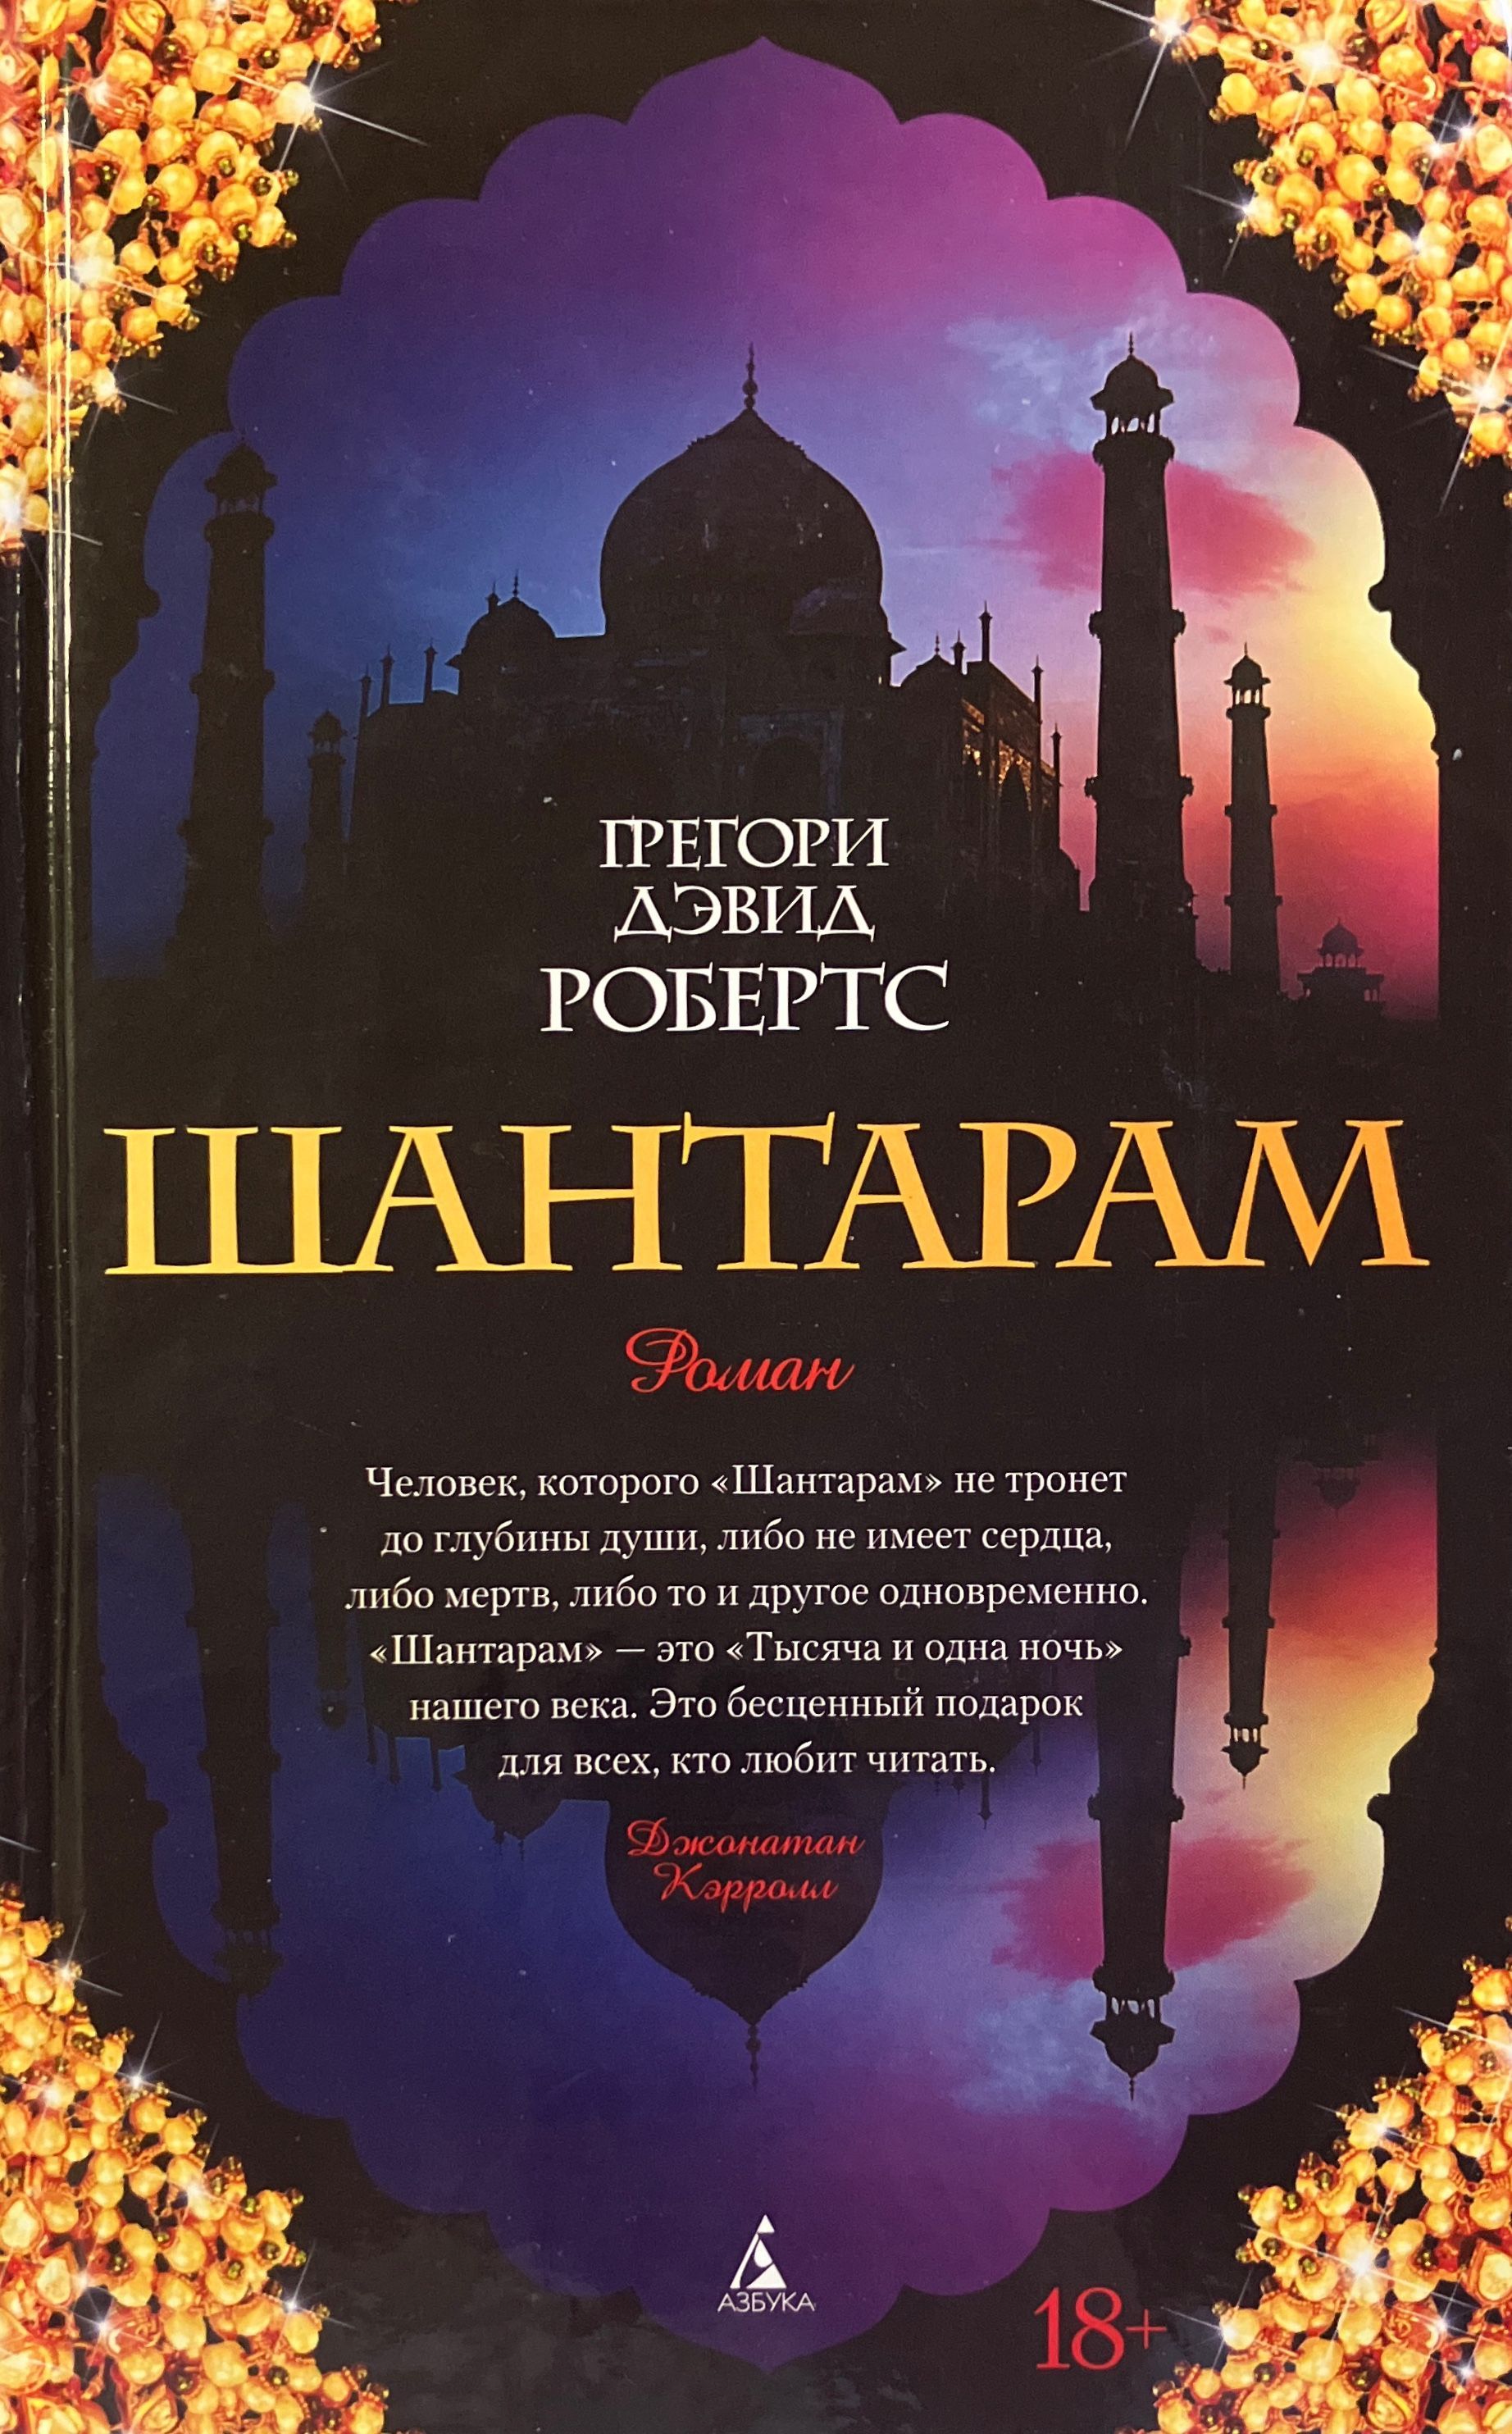 ГРЕГОРИ
ДЭВИД
РОБЕРТС
ШАНТАРАМ
Роман
Человек, которого «Шантарам» не тронет
до глубины души, либо не имеет сердца,
либо мертв, либо то и другое одновременно.
«Шантарам» — это «Тысяча и одна ночь»
нашего века. Это бесценный подарок
для всех, кто любит читать.
Джонатан
Кэрролл
АЗБУКА
18+